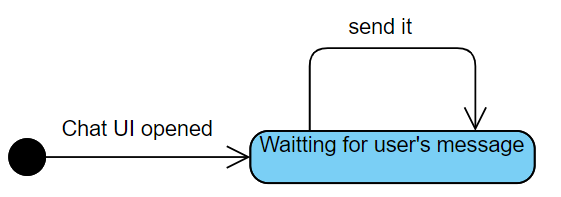 send it
Chat UI opened
Waitting for user's message